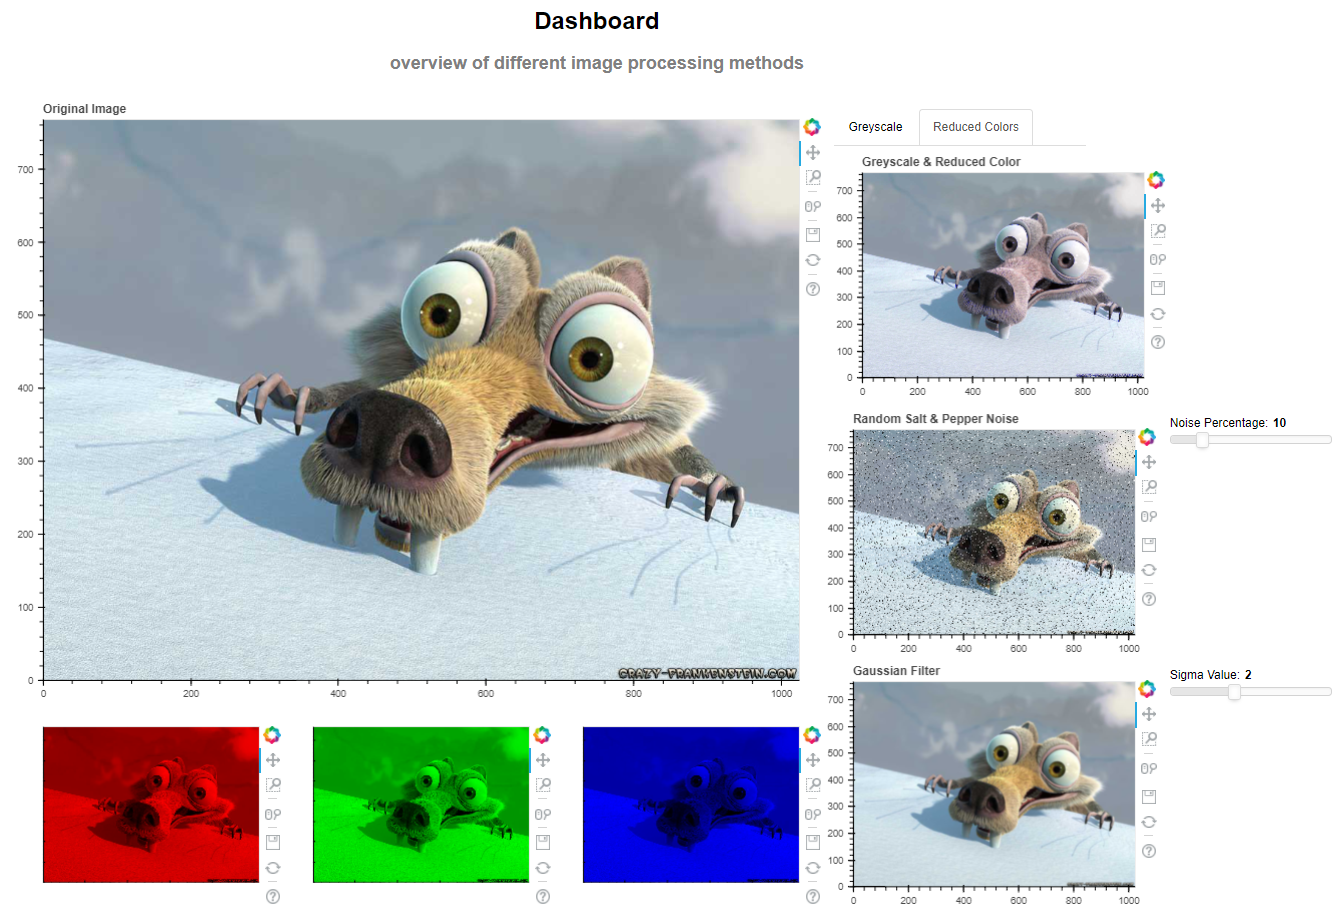 Dashboard
overview of different image processing methods
Original Image
700
600
500
400
300
200
100
0
0 200 400 600 800 1000
CRAZY-FRANKENSTEIN.COM
Greyscale Reduced Colors
Greyscale & Reduced Color
700
600
500
400
300
200
100
0
0 200 400 600 800 1000
Random Salt & Pepper Noise
Noise Percentage: 10
700
600
500
400
300
200
100
0
0 200 400 600 800 1000
Gaussian Filter
Sigma Value: 2
700
600
500
400
300
200
100
0
0 200 400 600 800 1000